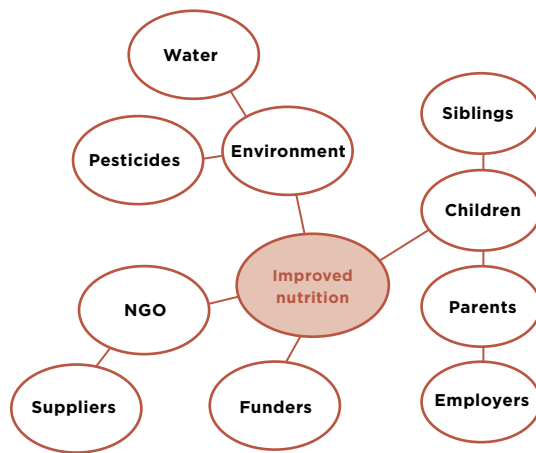 Water
Siblings
Pesticides
Environment
Children
Improved
nutrition
NGO
Parents
Suppliers
Funders
Employers